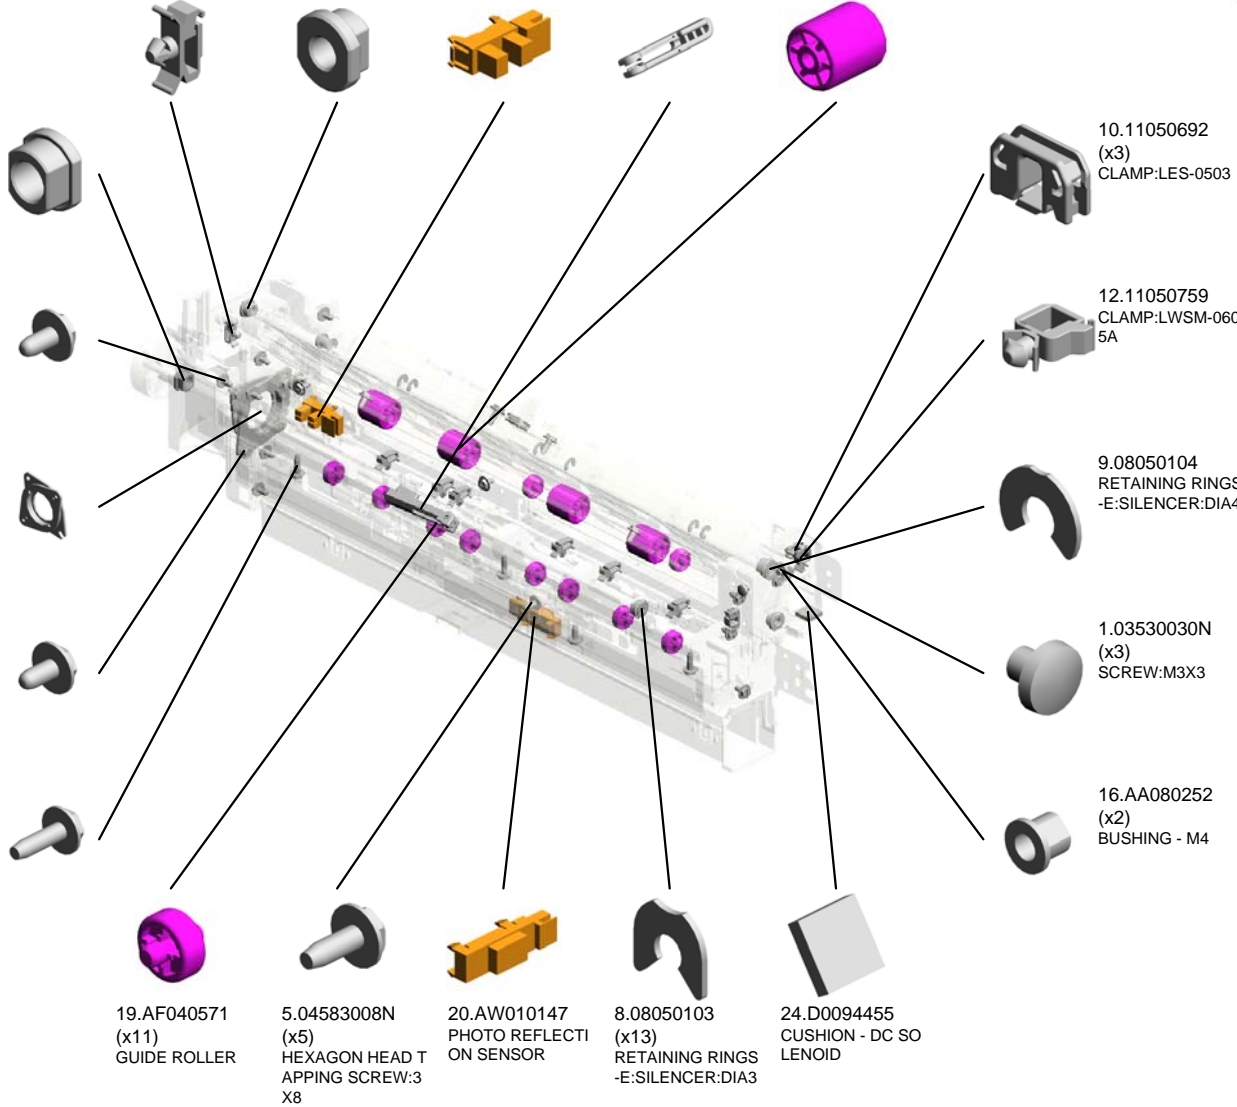 10.11050692
(x3)
CLAMP:LES-0503
12.11050759
CLAMP:LWSM-060
5A
9.08050104
RETAINING RINGS
-E:SILENCER:DIA4
1.03530030N
(x3)
SCREW:M3X3
16.AA080252
(x2)
BUSHING - M4
19.AF040571
(x11)
GUIDE ROLLER
5.04583008N
(x5)
HEXAGON HEAD T
APPING SCREW:3
X8
20.AW010147
PHOTO REFLECTI
ON SENSOR
8.08050103
(x13)
RETAINING RINGS
-E:SILENCER:DIA3
24.D0094455
CUSHION - DC SO
LENOID